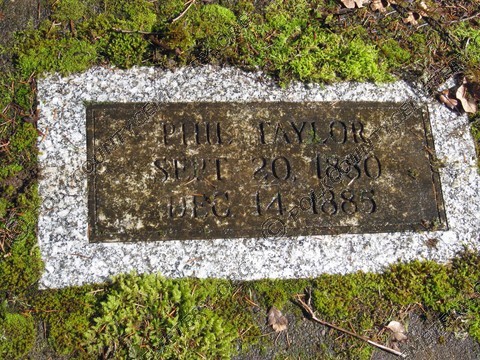 PHIL TAYLOR
SEPT 20, 1880
DEC 14, 1885